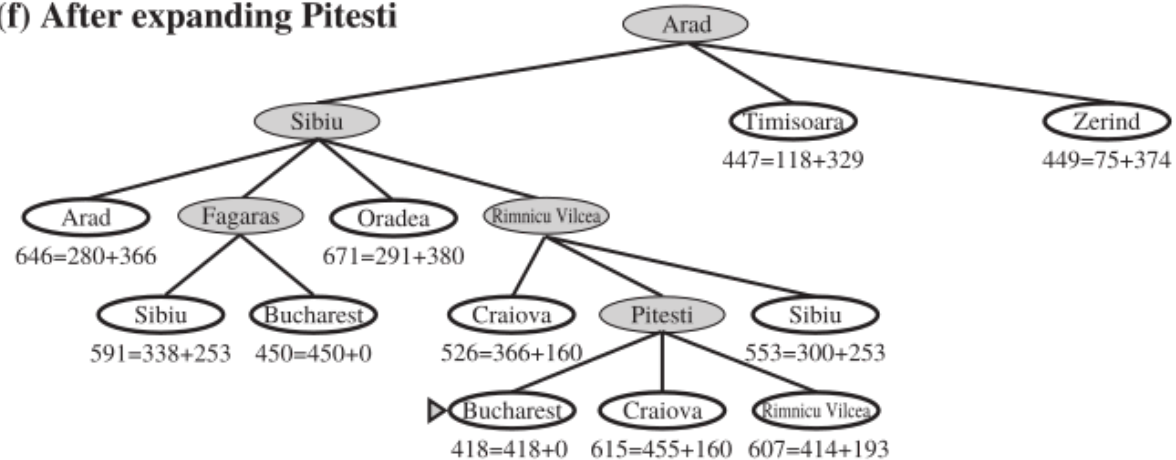 (f) After expanding Pitesti
Arad
Sibiu
Timisoara
Zerind
447=118+329
449=75+374
Arad
Fagaras
Oradea
Rimnicu Vilcea
646=280+366
671=291+380
Sibiu
Bucharest
Craiova
Pitesti
Sibiu
591=338+253
450=450+0
526=366+160
553=300+253
Bucharest
Craiova
Rimnicu Vilcea
418=418+0
615=455+160
607=414+193